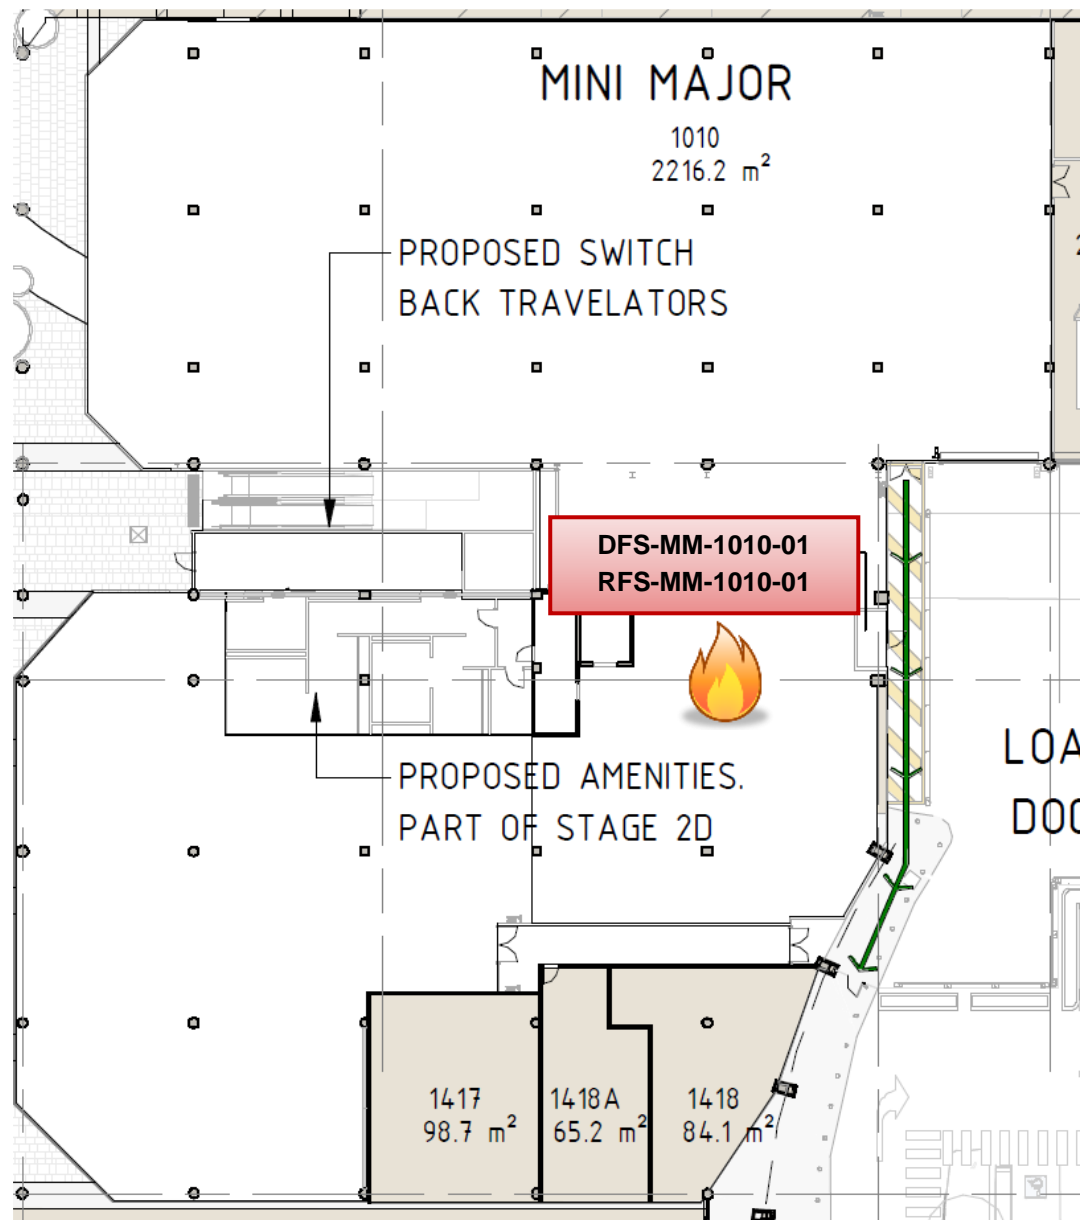 MINI MAJOR
1010
2216.2 m²
PROPOSED SWITCH
BACK TRAVELATORS
DFS-MM-1010-01
RFS-MM-1010-01
PROPOSED AMENITIES.
PART OF STAGE 2D
LOA
DOC
1417
98.7 m²
1418A
65.2 m²
1418
84.1 m²